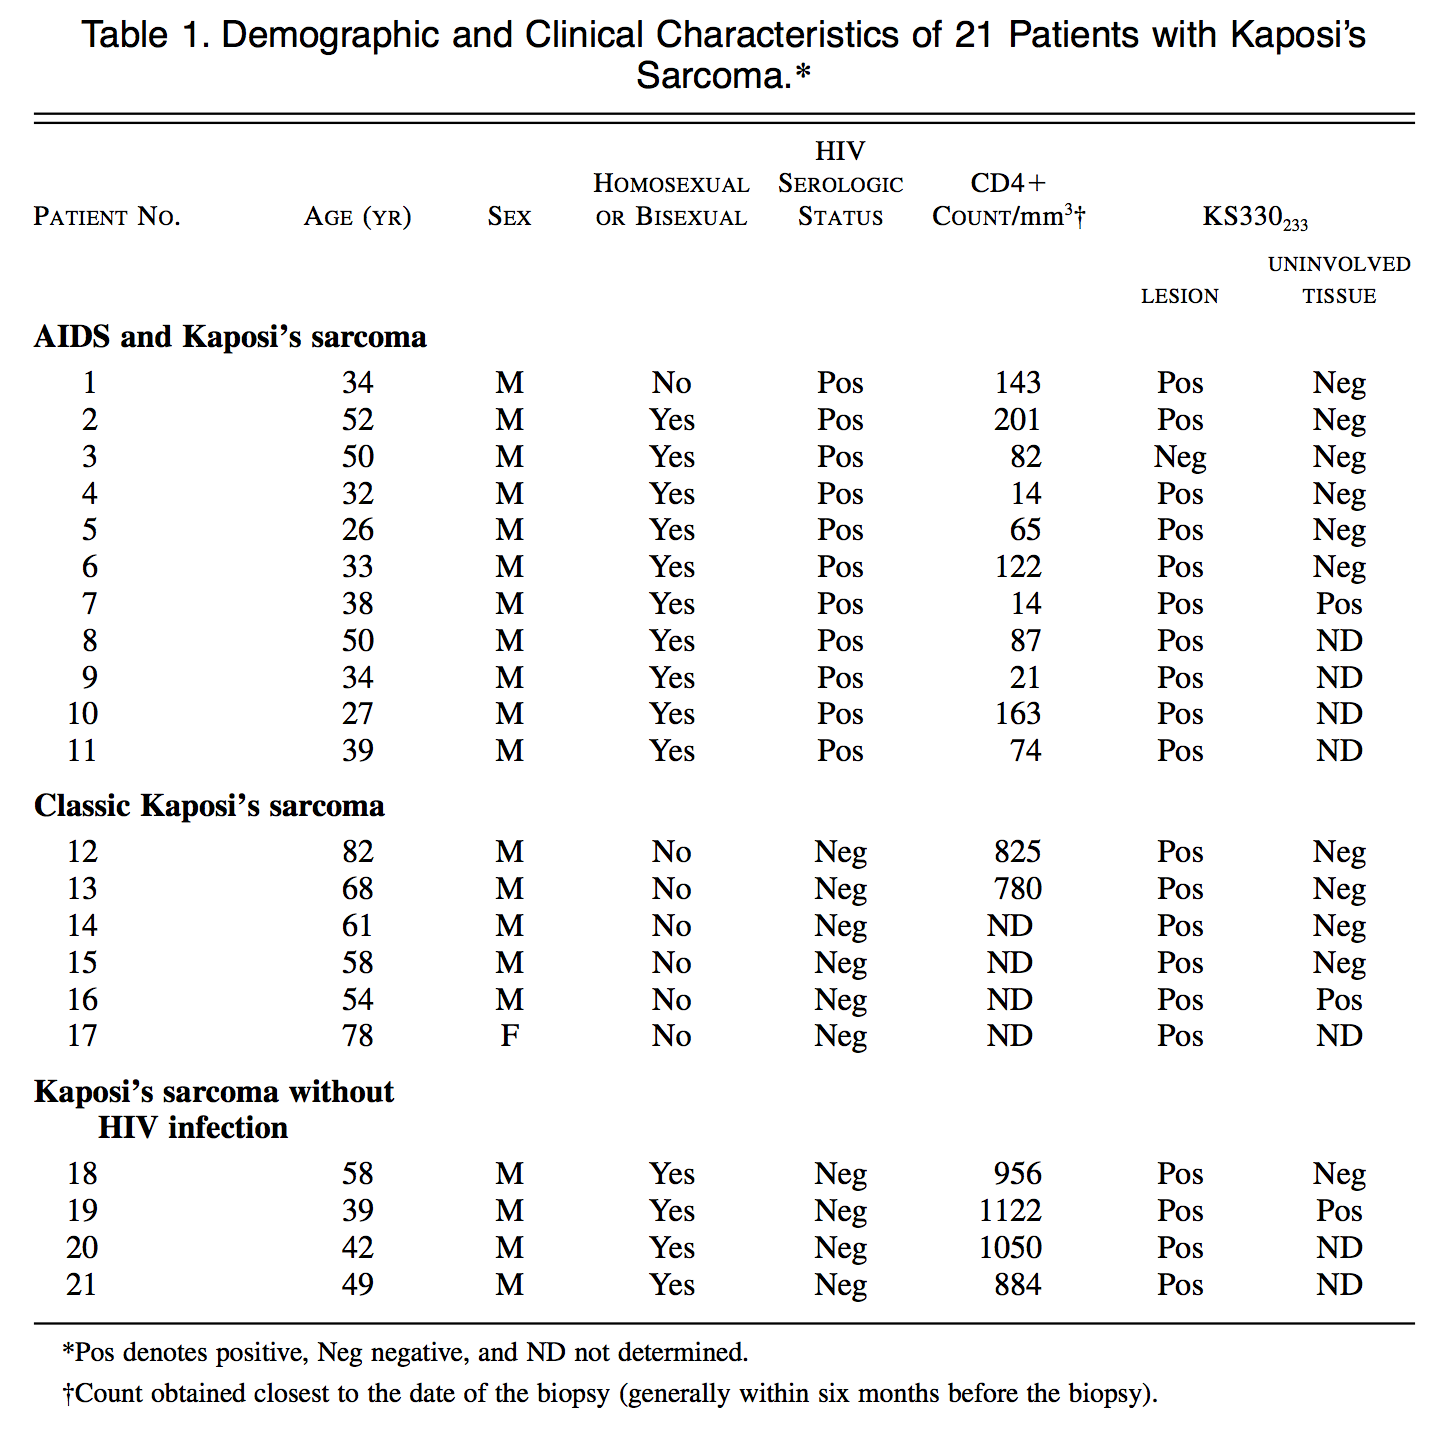 Table 1. Demographic and Clinical Characteristics of 21 Patients with Kaposi's
Sarcoma.*
HIV
HOMOSEXUAL SEROLOGIC CD4+
PATIENT NO. AGE (YR) SEX OR BISEXUAL STATUS COUNT/mm³† KS330₂₃₃
UNINVOLVED
LESION TISSUE
AIDS and Kaposi's sarcoma
1 34 M No Pos 143 Pos Neg
2 52 M Yes Pos 201 Pos Neg
3 50 M Yes Pos 82 Neg Neg
4 32 M Yes Pos 14 Pos Neg
5 26 M Yes Pos 65 Pos Neg
6 33 M Yes Pos 122 Pos Neg
7 38 M Yes Pos 14 Pos Pos
8 50 M Yes Pos 87 Pos ND
9 34 M Yes Pos 21 Pos ND
10 27 M Yes Pos 163 Pos ND
11 39 M Yes Pos 74 Pos ND
Classic Kaposi's sarcoma
12 82 M No Neg 825 Pos Neg
13 68 M No Neg 780 Pos Neg
14 61 M No Neg ND Pos Neg
15 58 M No Neg ND Pos Neg
16 54 M No Neg ND Pos Pos
17 78 F No Neg ND Pos ND
Kaposi's sarcoma without
HIV infection
18 58 M Yes Neg 956 Pos Neg
19 39 M Yes Neg 1122 Pos Pos
20 42 M Yes Neg 1050 Pos ND
21 49 M Yes Neg 884 Pos ND
*Pos denotes positive, Neg negative, and ND not determined.
†Count obtained closest to the date of the biopsy (generally within six months before the biopsy).